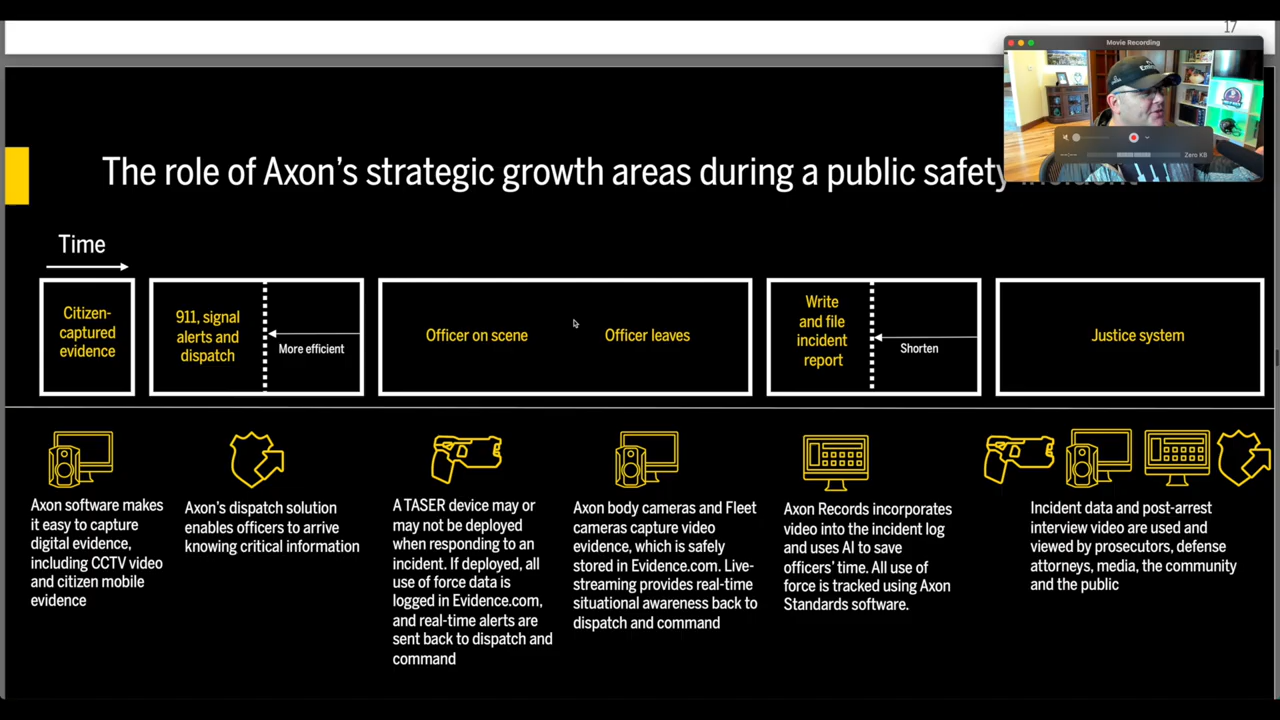 17
Movie Recording
Zero KB
The role of Axon's strategic growth areas during a public safety incident
Time
Citizen-
captured
evidence
911, signal
alerts and
dispatch
More efficient
Officer on scene
Officer leaves
Write
and file
incident
report
Shorten
Justice system
Axon software makes
it easy to capture
digital evidence,
including CCTV video
and citizen mobile
evidence
Axon's dispatch solution
enables officers to arrive
knowing critical information
A TASER device may or
may not be deployed
when responding to an
incident. If deployed, all
use of force data is
logged in Evidence.com,
and real-time alerts are
sent back to dispatch and
command
Axon body cameras and Fleet
cameras capture video
evidence, which is safely
stored in Evidence.com. Live-
streaming provides real-time
situational awareness back to
dispatch and command
Axon Records incorporates
video into the incident log
and uses AI to save
officers' time. All use of
force is tracked using Axon
Standards software.
Incident data and post-arrest
interview video are used and
viewed by prosecutors, defense
attorneys, media, the community
and the public